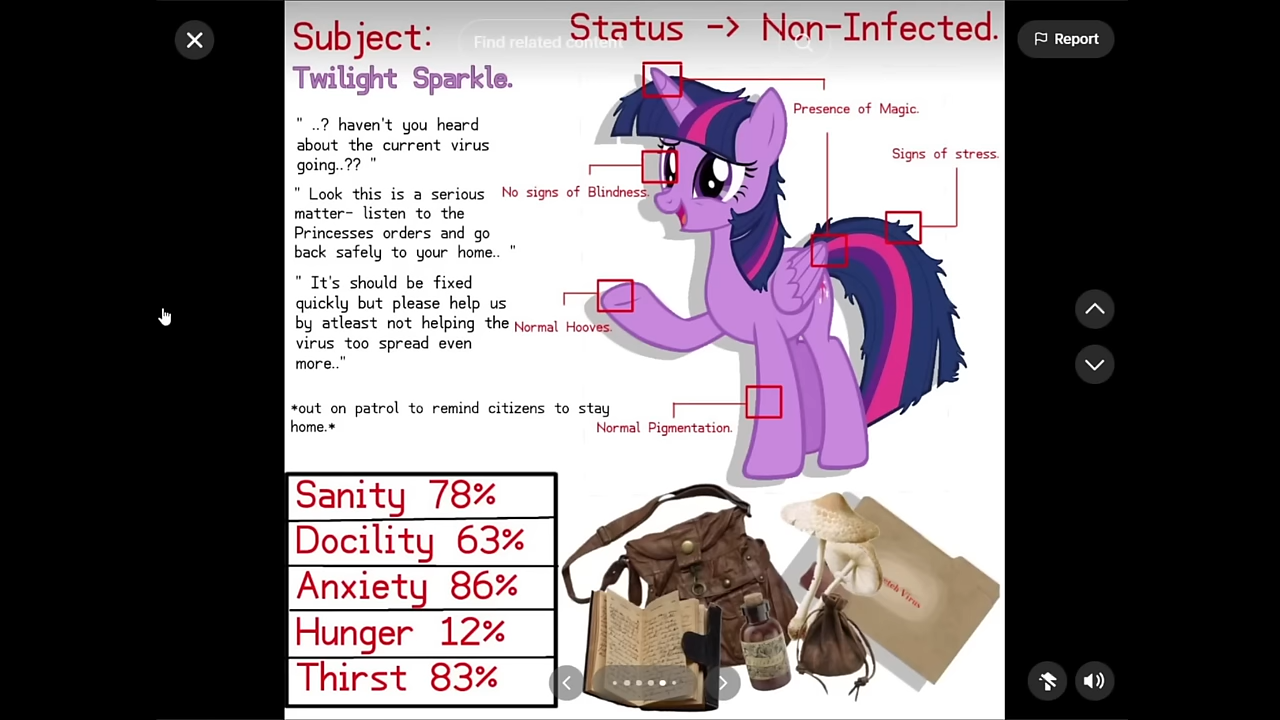 Subject:
Status -> Non-Infected.
Find related content
Report
Twilight Sparkle.
" ..? haven't you heard
about the current virus
going..?? "
" Look this is a serious
matter- listen to the
Princesses orders and go
back safely to your home.. "
" It's should be fixed
quickly but please help us
by atleast not helping the
virus too spread even
more.."
*out on patrol to remind citizens to stay
home.*
Presence of Magic.
Signs of stress.
No signs of Blindness.
Normal Hooves.
Normal Pigmentation.
Sanity 78%
Docility 63%
Anxiety 86%
Hunger 12%
Thirst 83%
Virus